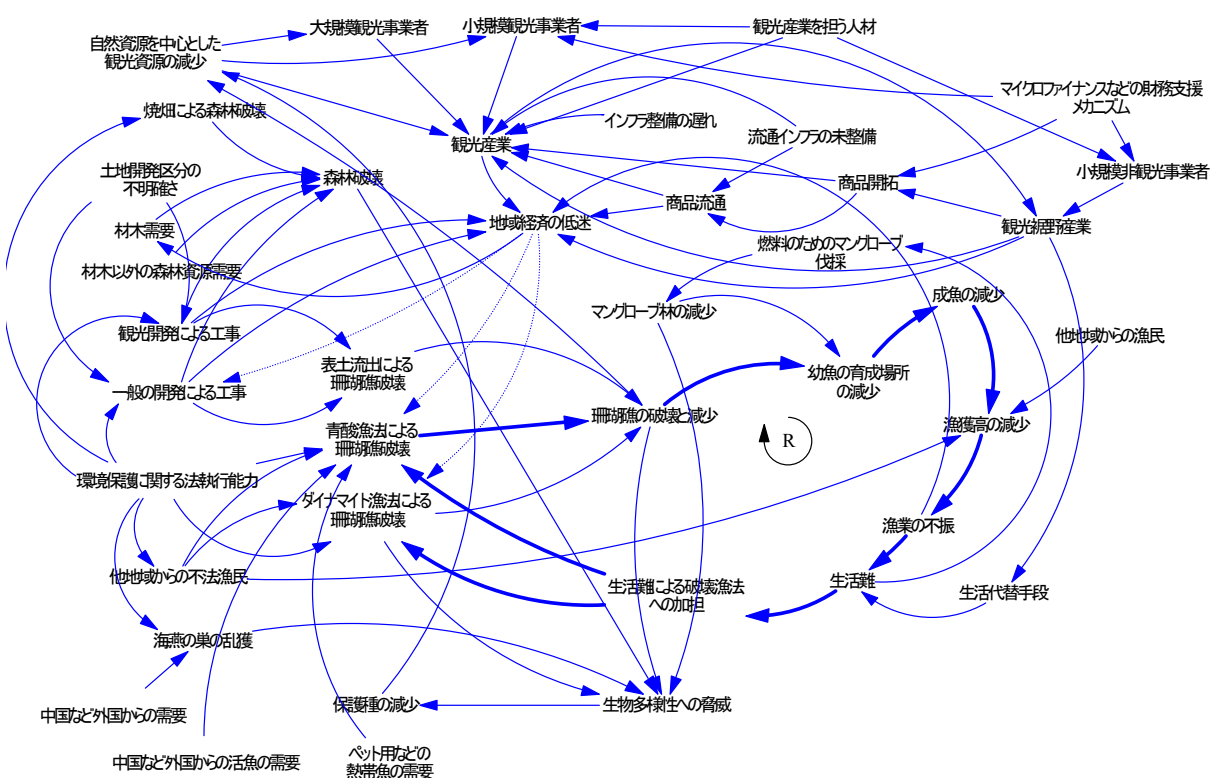 大規模観光事業者
小規模観光事業者
観光産業を担う人材
自然資源を中心とした
観光資源の減少
マイクロファイナンスなどの財務支援
メカニズム
焼畑による森林破壊
インフラ整備の遅れ
流通インフラの未整備
観光産業
土地開発区分の
不明確さ
森林破壊
商品開拓
小規模非観光事業者
商品流通
地域経済の低迷
観光裾野産業
材木需要
燃料のためのマングローブ
伐採
材木以外の森林資源需要
成魚の減少
マングローブ林の減少
観光開発による工事
他地域からの漁民
表土流出による
珊瑚礁破壊
幼魚の育成場所
の減少
一般の開発による工事
珊瑚礁の破壊と減少
漁獲高の減少
青酸漁法による
珊瑚礁破壊
R
環境保護に関する法執行能力
ダイナマイト漁法による
珊瑚礁破壊
漁業の不振
他地域からの不法漁民
生活難
生活難による破壊漁法
への加担
生活代替手段
海燕の巣の乱獲
保護種の減少
生物多様性への脅威
中国など外国からの需要
中国など外国からの活魚の需要
ペット用などの
熱帯魚の需要